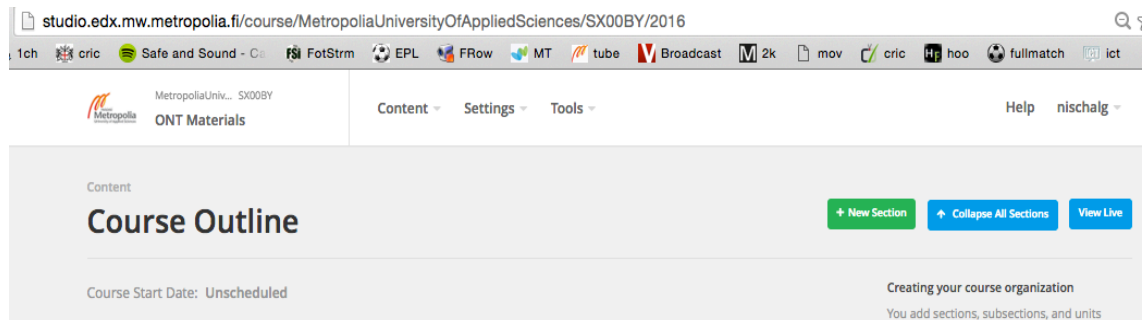 studio.edx.mw.metropolia.fi/course/MetropoliaUniversityOfAppliedSciences/SX00BY/2016
1ch cric Safe and Sound - Ca FotStrm EPL FRow MT tube Broadcast 2k mov cric hoo fullmatch ict
MetropoliaUniv... SX00BY
Metropolia ONT Materials
Content Settings Tools Help nischalg
Content
Course Outline
+ New Section Collapse All Sections View Live
Course Start Date: Unscheduled
Creating your course organization
You add sections, subsections, and units